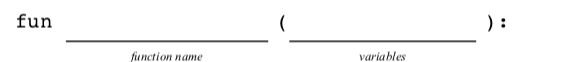 fun ( ):
function name variables